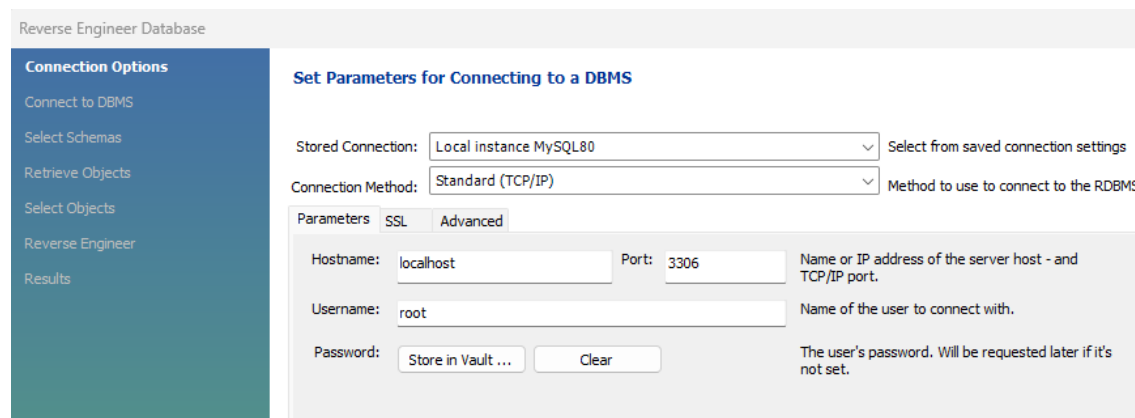 Reverse Engineer Database
Connection Options
Connect to DBMS
Select Schemas
Retrieve Objects
Select Objects
Reverse Engineer
Results
Set Parameters for Connecting to a DBMS
Stored Connection: Local instance MySQL80 Select from saved connection settings
Connection Method: Standard (TCP/IP) Method to use to connect to the RDBMS
Parameters SSL Advanced
Hostname: localhost Port: 3306 Name or IP address of the server host - and
TCP/IP port.
Username: root Name of the user to connect with.
Password: Store in Vault ... Clear The user's password. Will be requested later if it's
not set.